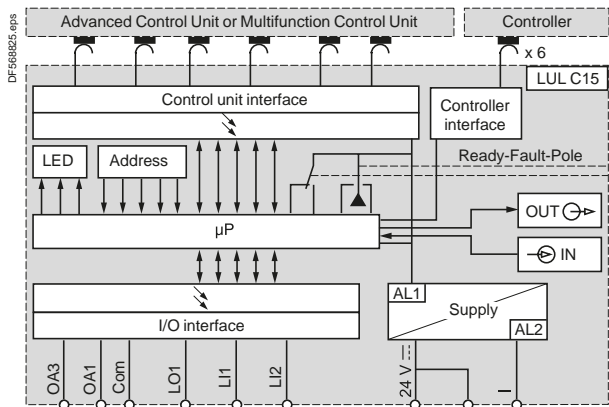 DF568825.eps
Advanced Control Unit or Multifunction Control Unit
Controller
x 6
LUL C15
Control unit interface
Controller
interface
LED
Address
Ready-Fault-Pole
µP
OUT
IN
AL1
Supply
AL2
I/O interface
OA3
OA1
Com
LO1
LI1
LI2
24 V
I